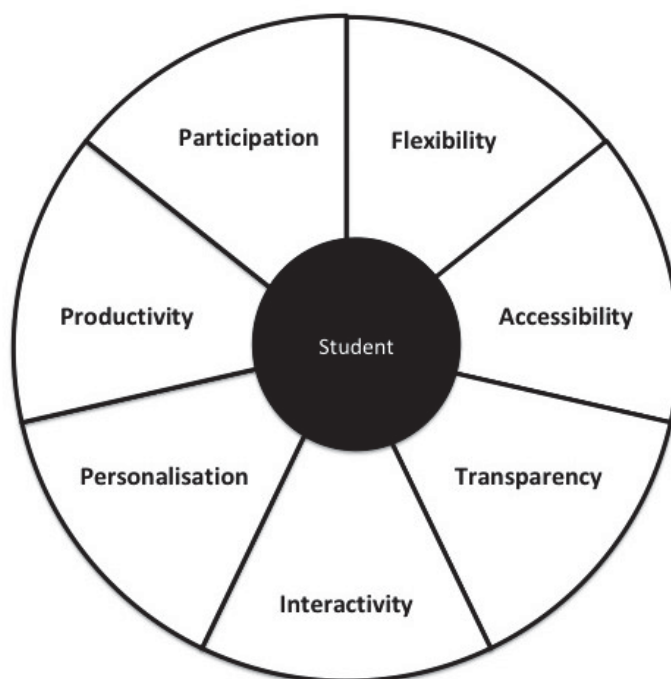 Participation
Flexibility
Productivity
Accessibility
Student
Personalisation
Transparency
Interactivity